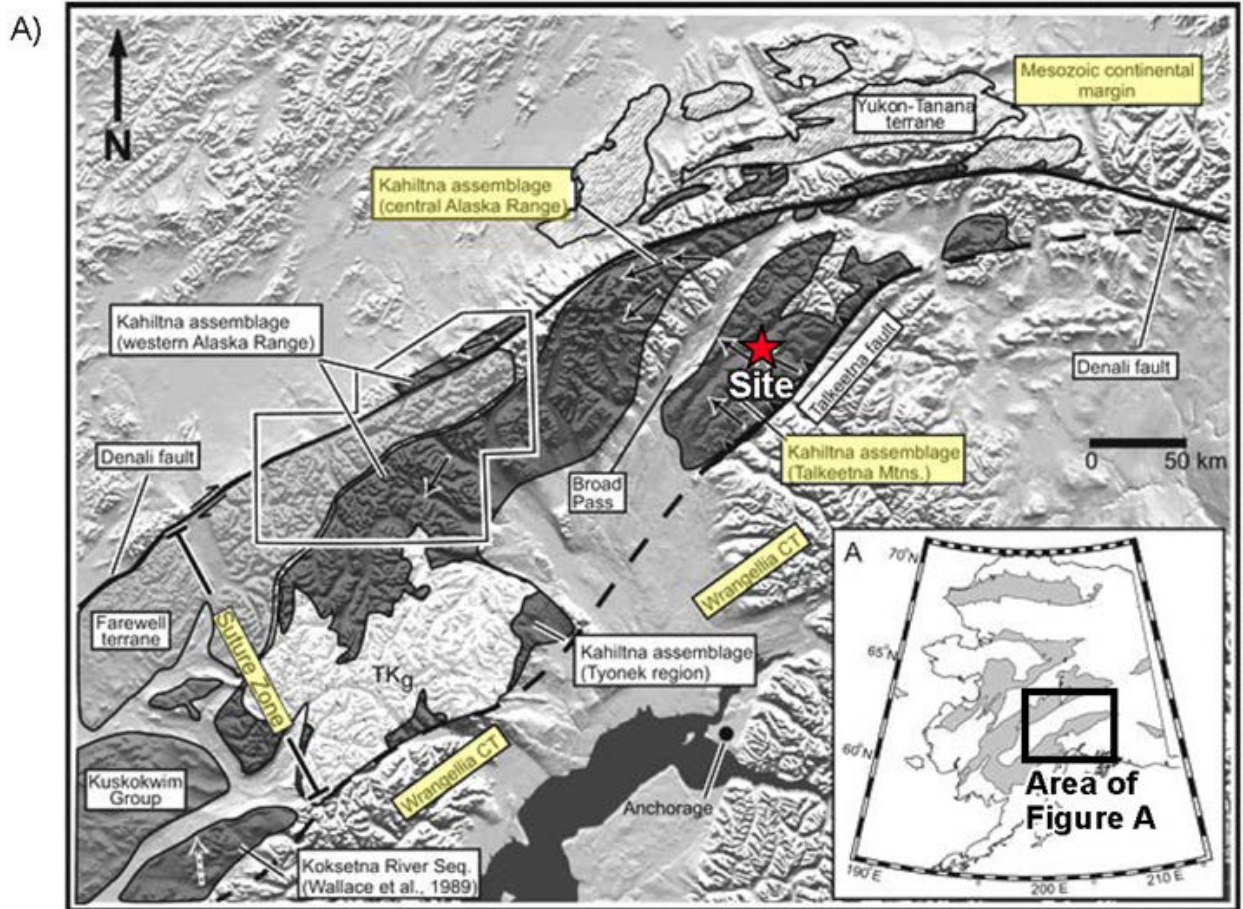 A)
N
Mesozoic continental
margin
Yukon-Tanana
terrane
Kahiltna assemblage
(central Alaska Range)
Kahiltna assemblage
(western Alaska Range)
Site
Talkeetna fault
Denali fault
Denali fault
0 50 km
Kahiltna assemblage
(Talkeetna Mtns.)
Broad
Pass
Wrangellia CT
Farewell
terrane
Suture Zone
TKg
Kahiltna assemblage
(Tyonek region)
Wrangellia CT
Kuskokwim
Group
Anchorage
Koksetna River Seq.
(Wallace et al., 1989)
A
70°N
65°N
60°N
Area of
Figure A
190 E
200 E
210 E